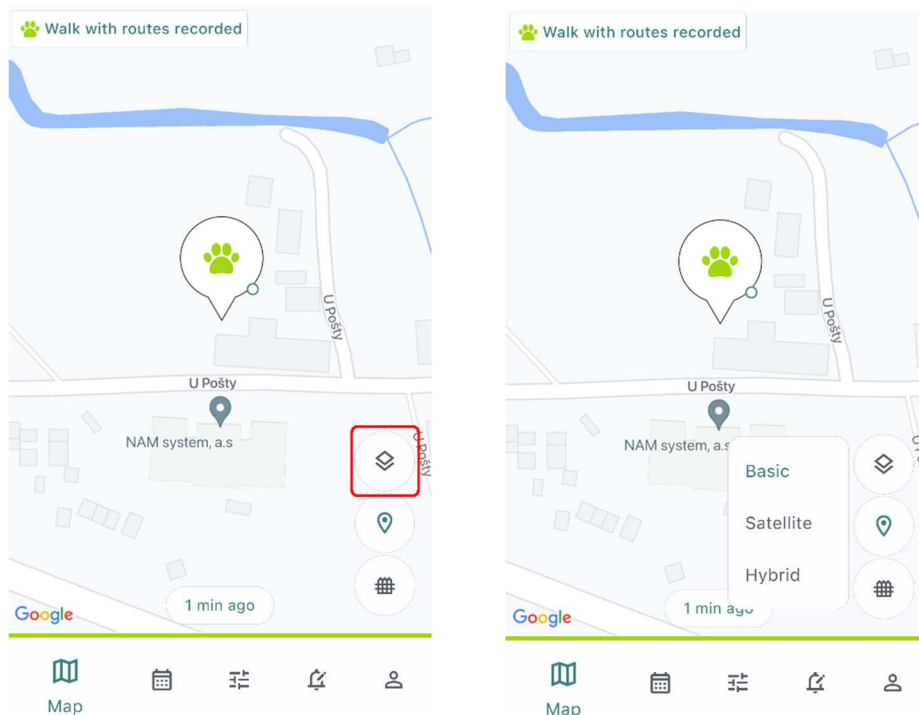 Walk with routes recorded
U Pošty
U Pošty
NAM system, a.s
U Pošty
1 min ago
Google
Map
Walk with routes recorded
U Pošty
U Pošty
NAM system, a.s
Basic
Satellite
Hybrid
1 min ago
Google
Map